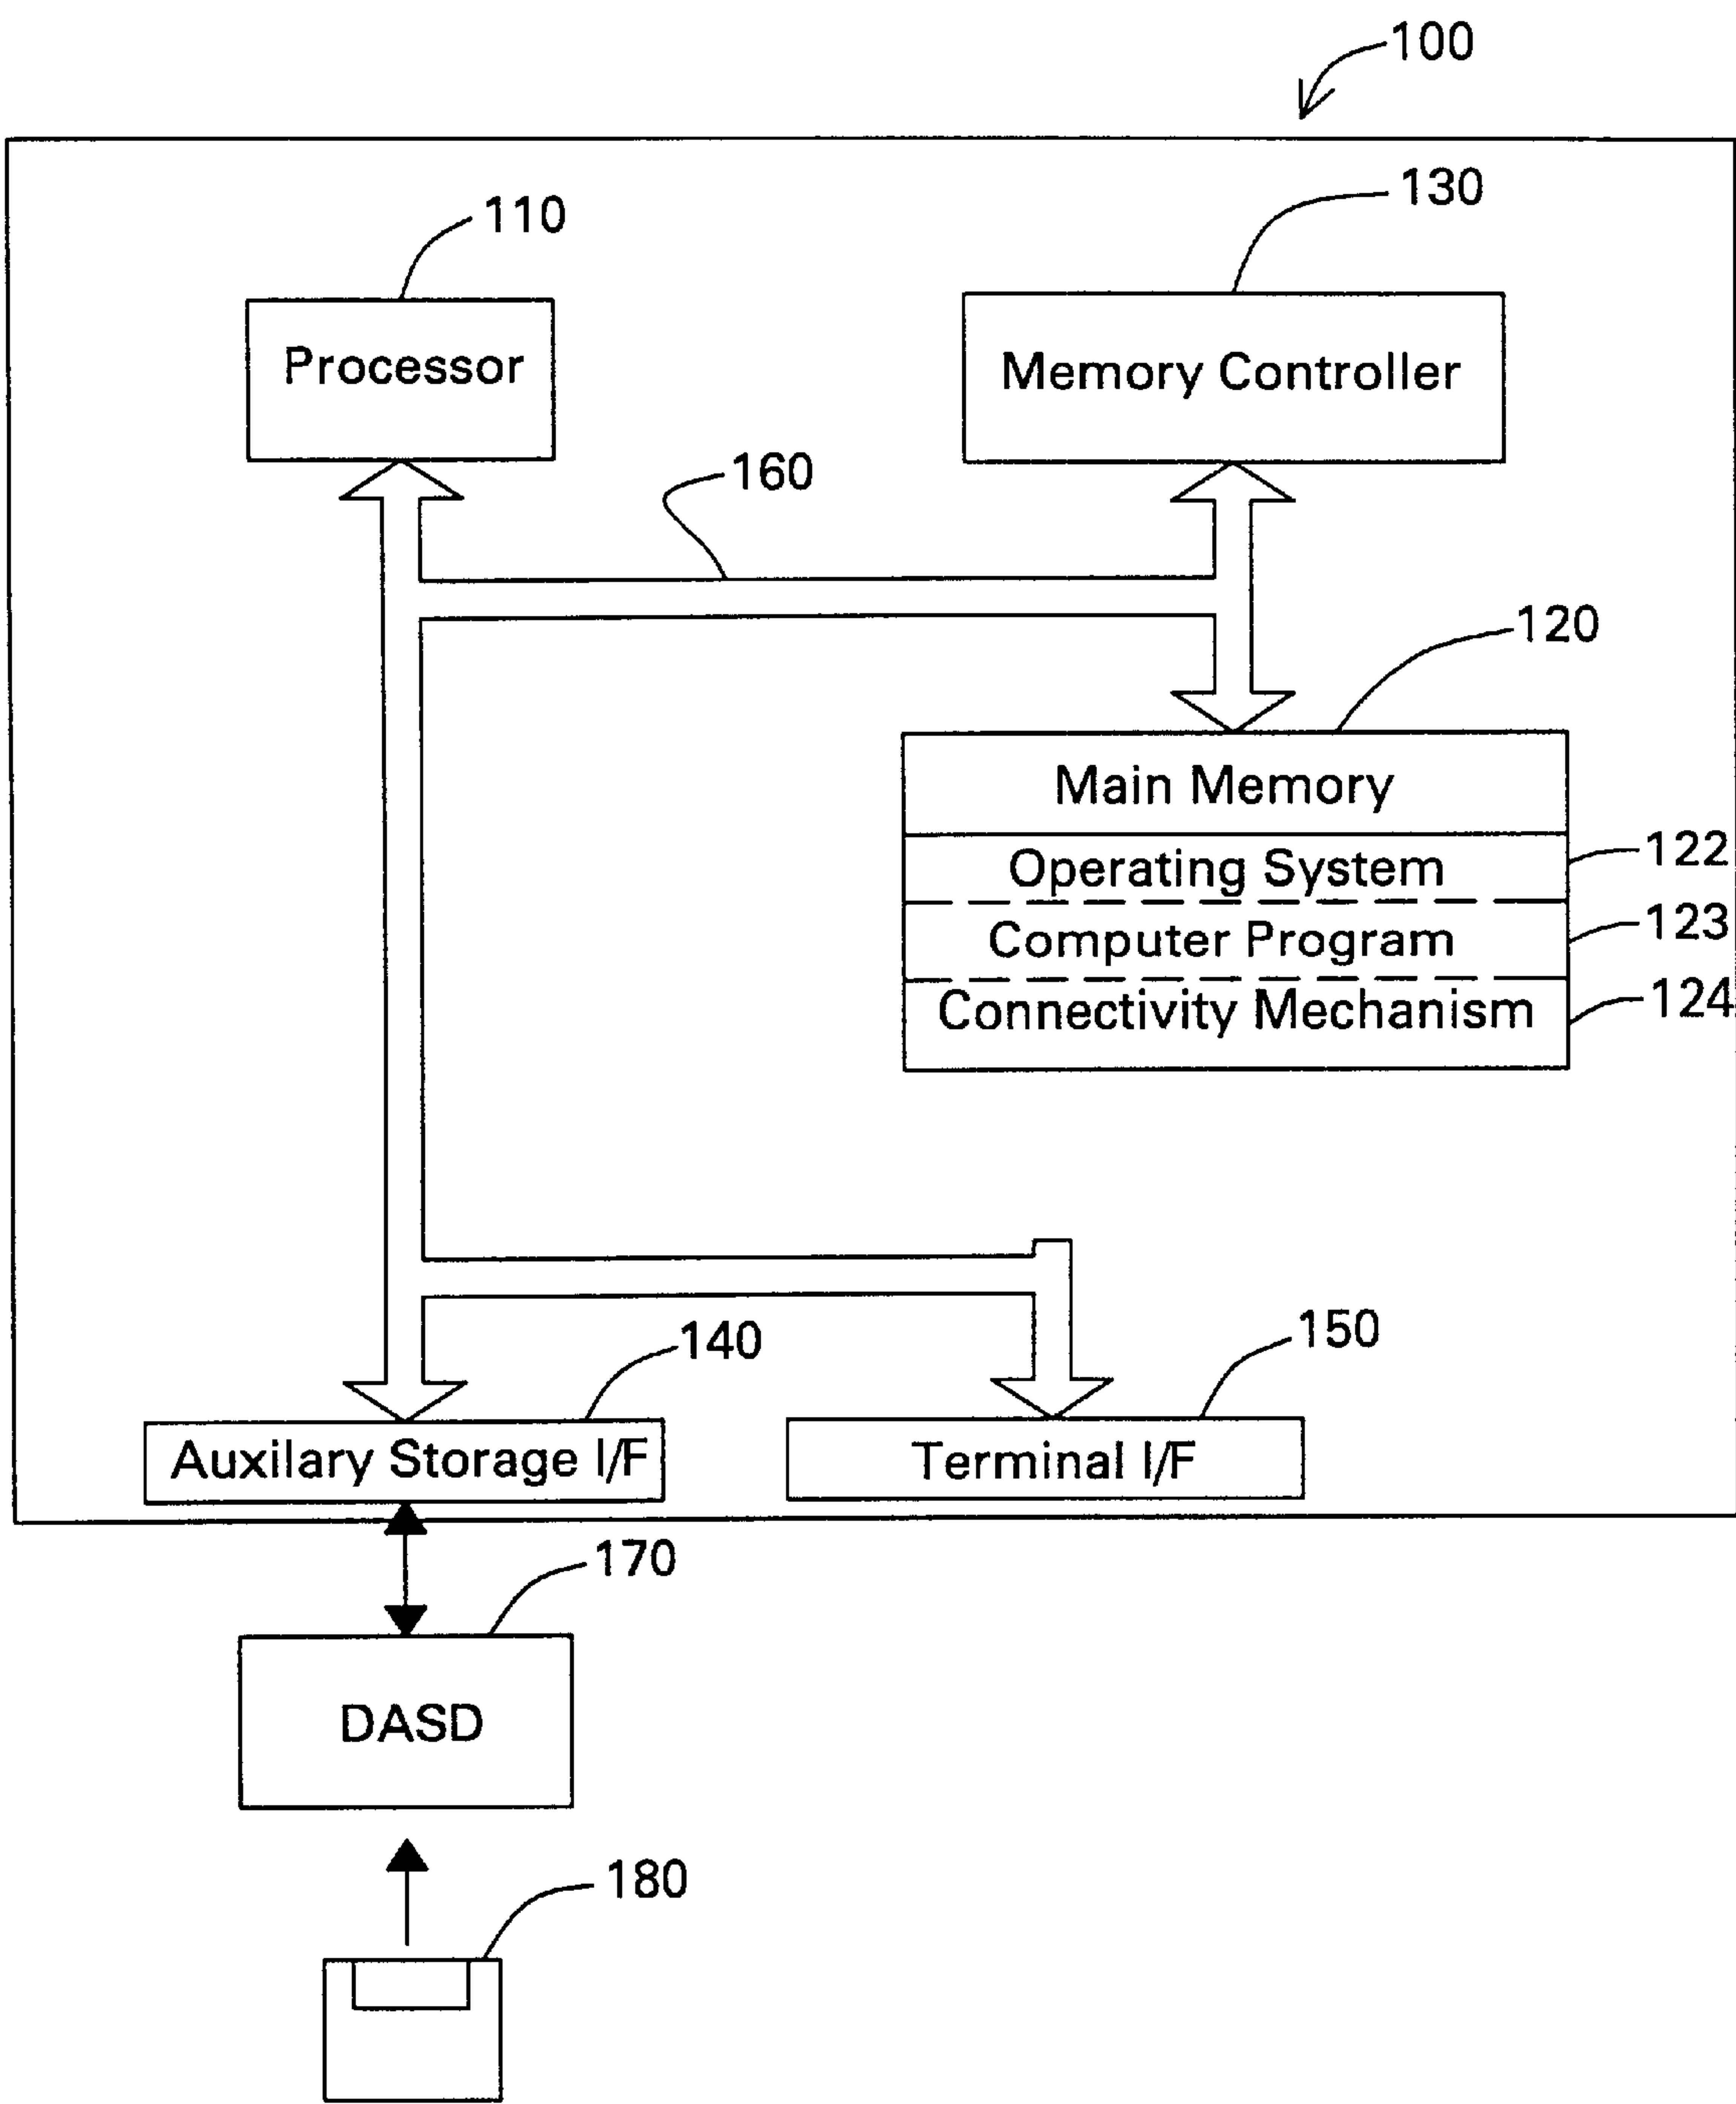 100
130
110
Processor
Memory Controller
160
120
Main Memory
Operating System
122
Computer Program
123
Connectivity Mechanism
124
140
150
Auxilary Storage I/F
Terminal I/F
170
DASD
180